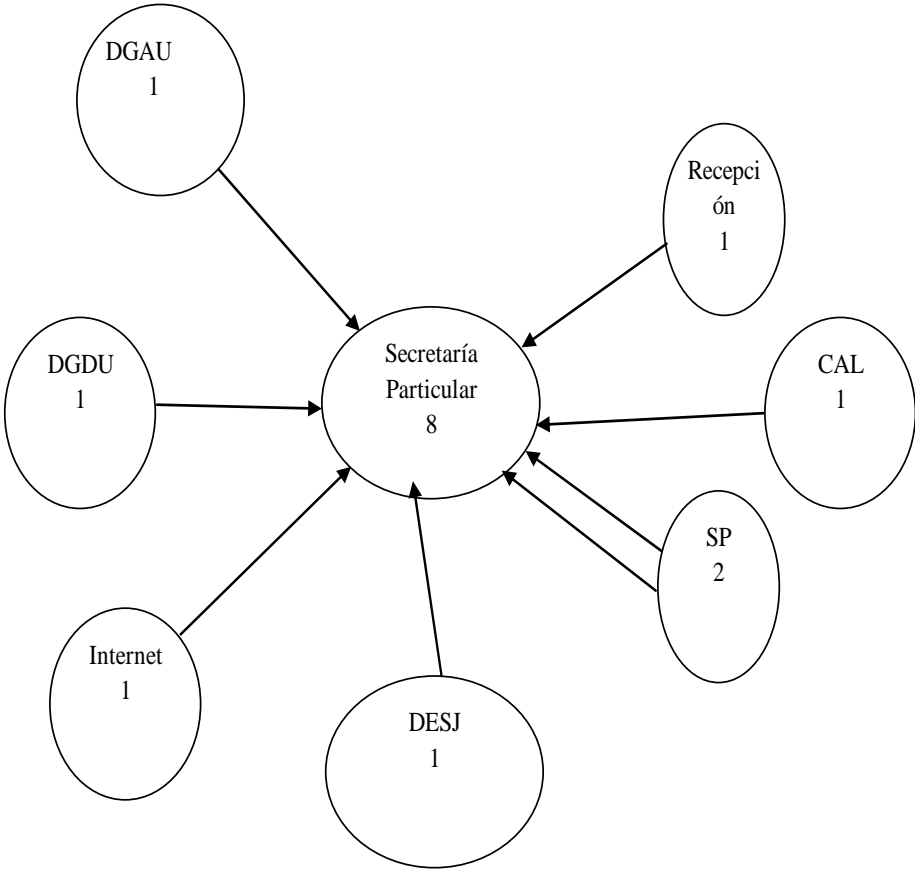 DGAU
1
Recepci
ón
1
Secretaría
Particular
8
DGDU
1
CAL
1
SP
2
Internet
1
DESJ
1